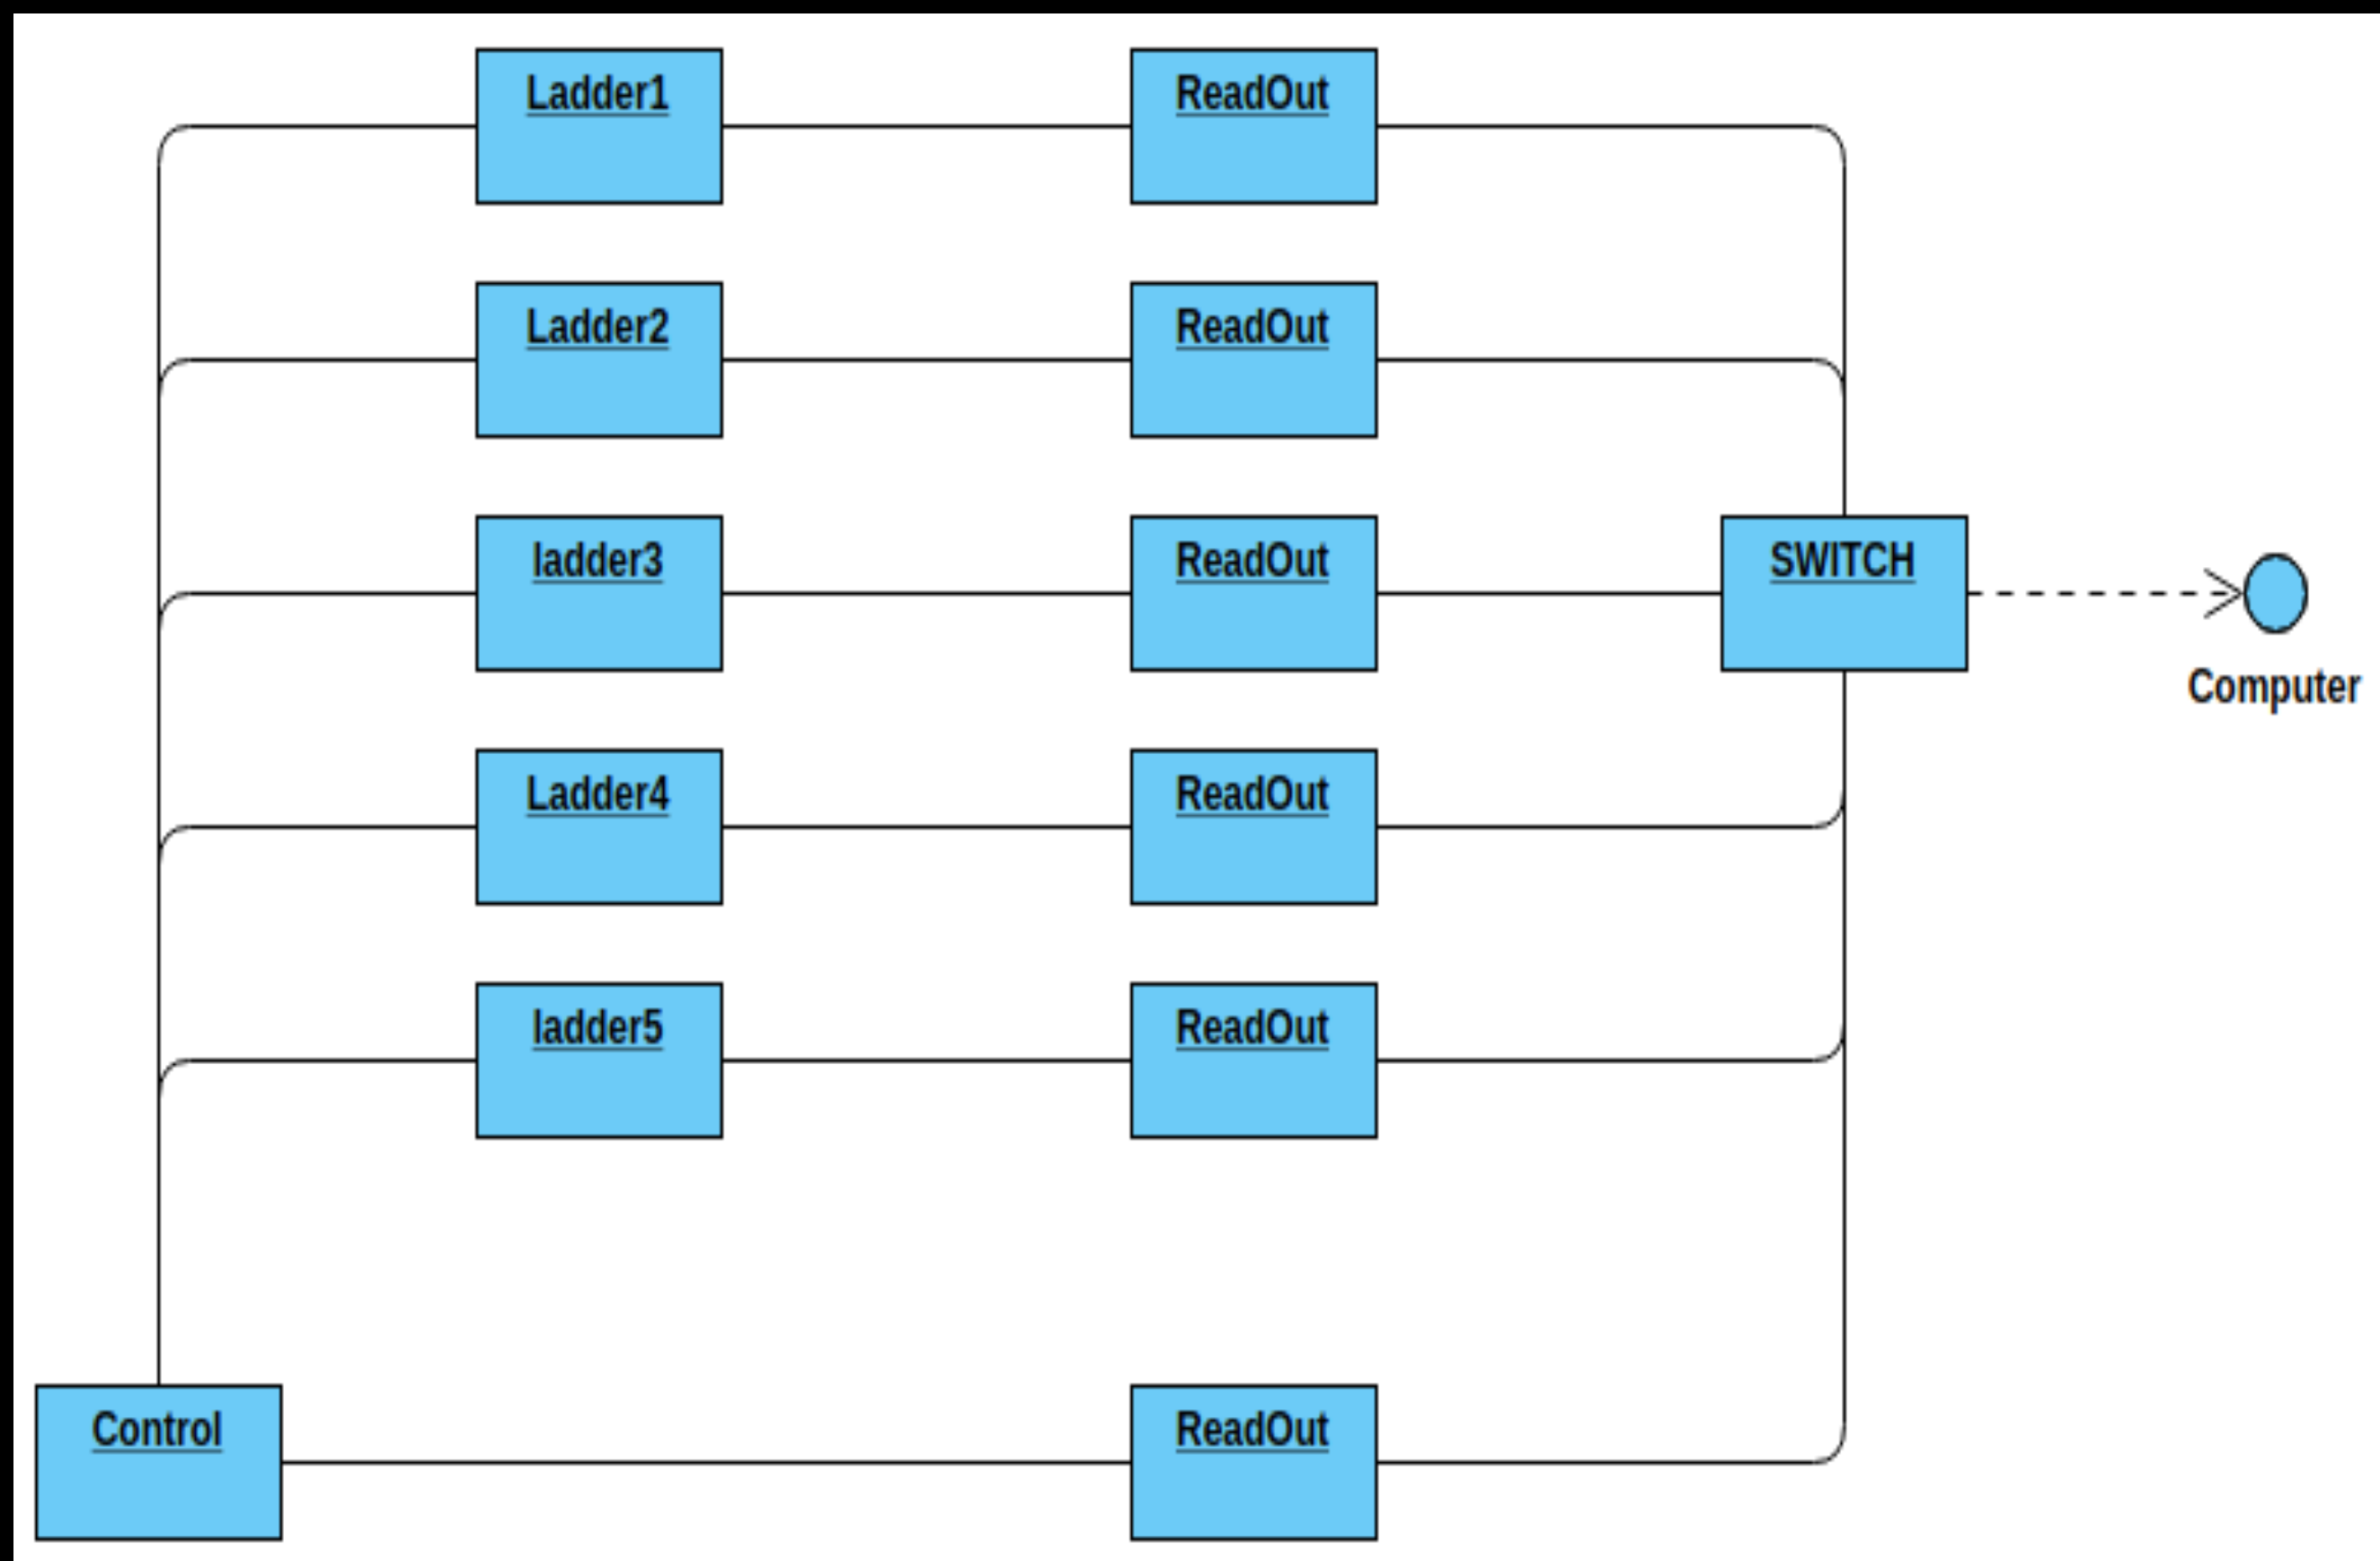 Ladder1
ReadOut
Ladder2
ReadOut
ladder3
ReadOut
SWITCH
Computer
Ladder4
ReadOut
ladder5
ReadOut
Control
ReadOut